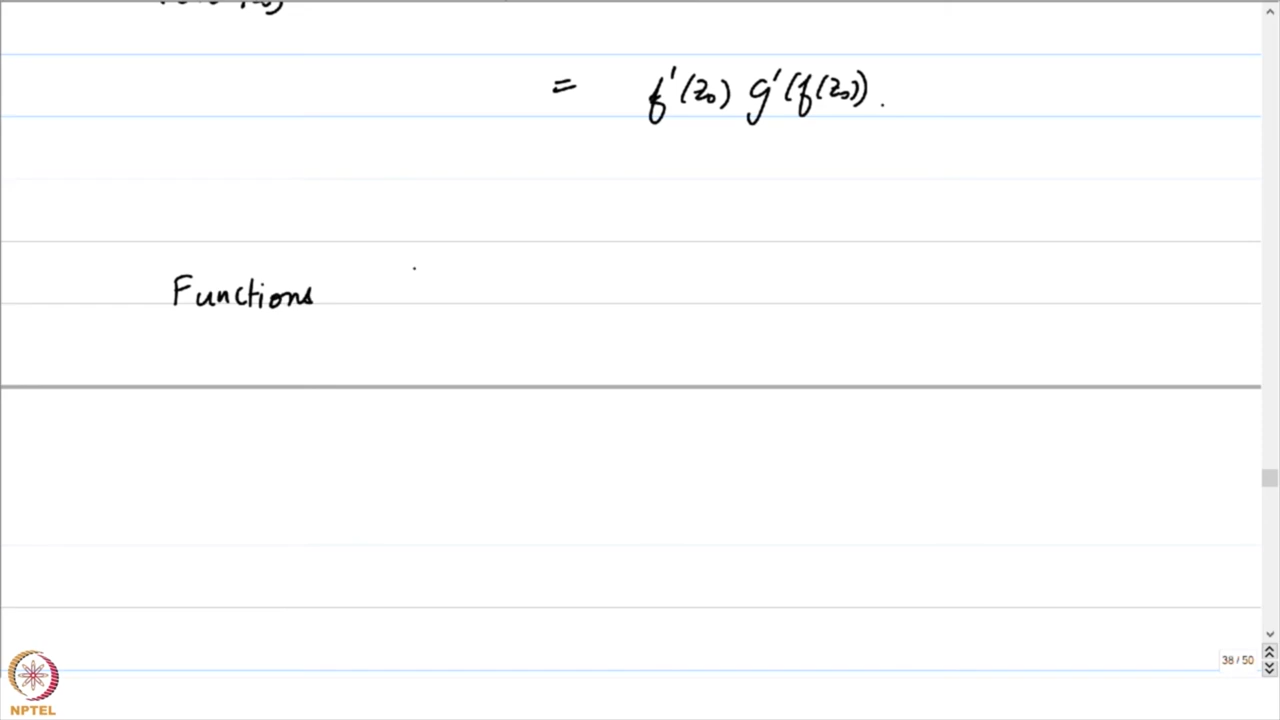 = f'(z₀) g'(f(z₀)).
Functions
38 / 50
NPTEL